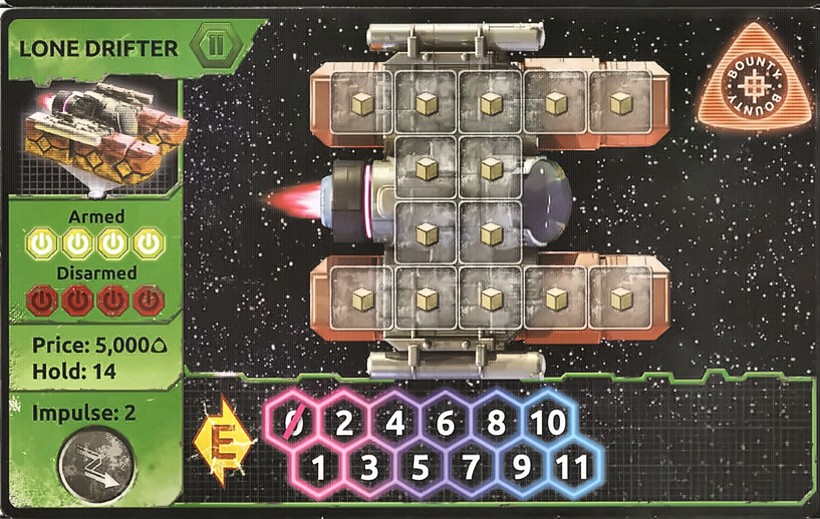 LONE DRIFTER II
BOUNTY
BOUNTY
Armed
Disarmed
Price: 5,000
Hold: 14
Impulse: 2
E
0 2 4 6 8 10
1 3 5 7 9 11